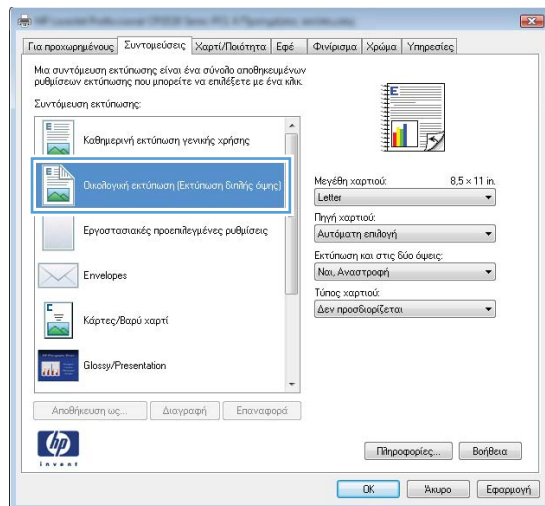 Για προχωρημένους Συντομεύσεις Χαρτί/Ποιότητα Εφέ Φινίρισμα Χρώμα Υπηρεσίες
Μια συντόμευση εκτύπωσης είναι ένα σύνολο αποθηκευμένων
ρυθμίσεων εκτύπωσης που μπορείτε να επιλέξετε με ένα κλικ.
Συντόμευση εκτύπωσης:
Καθημερινή εκτύπωση γενικής χρήσης
Οικολογική εκτύπωση (Εκτύπωση διπλής όψης)
Εργοστασιακές προεπιλεγμένες ρυθμίσεις
Envelopes
Κάρτες/Βαρύ χαρτί
Glossy/Presentation
Μεγέθη χαρτιού: 8,5 × 11 in.
Letter
Πηγή χαρτιού:
Αυτόματη επιλογή
Εκτύπωση και στις δύο όψεις:
Ναι, Αναστροφή
Τύπος χαρτιού:
Δεν προσδιορίζεται
Αποθήκευση ως... Διαγραφή Επαναφορά
hp
invent
Πληροφορίες... Βοήθεια
OK Άκυρο Εφαρμογή